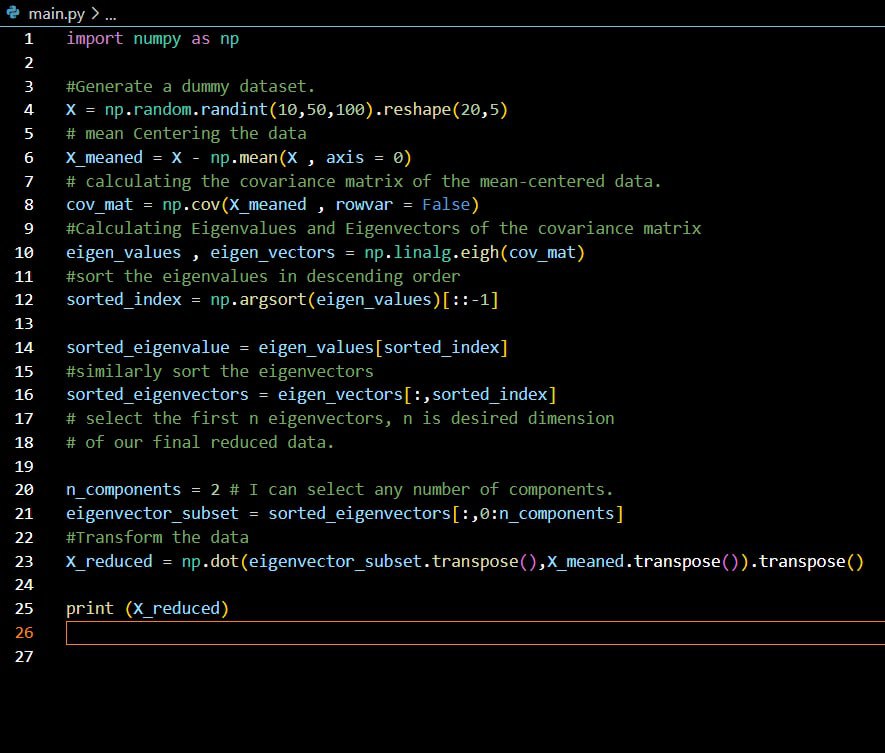 main.py > ...
1 import numpy as np
2
3 #Generate a dummy dataset.
4 X = np.random.randint(10,50,100).reshape(20,5)
5 # mean Centering the data
6 X_meaned = X - np.mean(X , axis = 0)
7 # calculating the covariance matrix of the mean-centered data.
8 cov_mat = np.cov(X_meaned , rowvar = False)
9 #Calculating Eigenvalues and Eigenvectors of the covariance matrix
10 eigen_values , eigen_vectors = np.linalg.eigh(cov_mat)
11 #sort the eigenvalues in descending order
12 sorted_index = np.argsort(eigen_values)[::-1]
13
14 sorted_eigenvalue = eigen_values[sorted_index]
15 #similarly sort the eigenvectors
16 sorted_eigenvectors = eigen_vectors[:,sorted_index]
17 # select the first n eigenvectors, n is desired dimension
18 # of our final reduced data.
19
20 n_components = 2 # I can select any number of components.
21 eigenvector_subset = sorted_eigenvectors[:,0:n_components]
22 #Transform the data
23 X_reduced = np.dot(eigenvector_subset.transpose(),X_meaned.transpose()).transpose()
24
25 print (X_reduced)
26
27